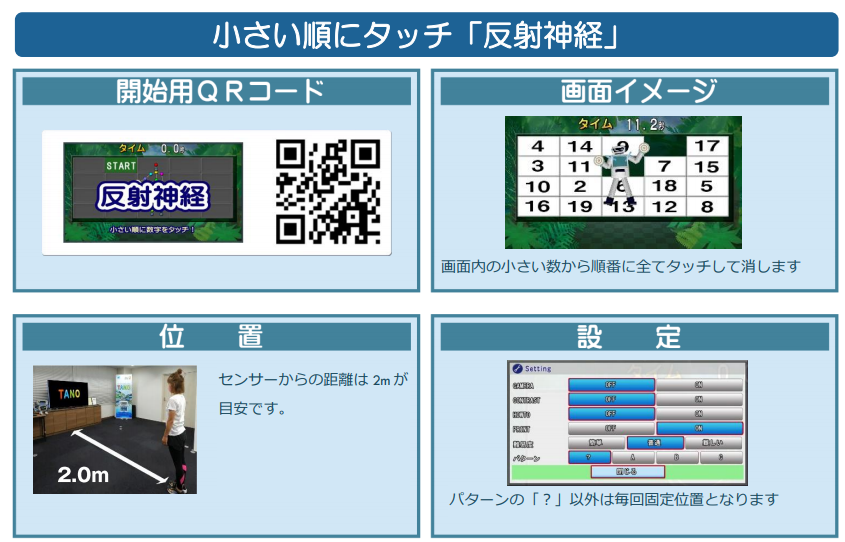 小さい順にタッチ「反射神経」
開始用ＱＲコード
タイム 0.0秒
START
反射神経
小さい順に数字をタッチ！
画面イメージ
タイム 11.2秒
4 14 9 17
3 11 7 15
10 2 6 18 5
16 19 13 12 8
画面内の小さい数から順番に全てタッチして消します
位　置
TANO
2.0m
センサーからの距離は 2m が
目安です。
設　定
Setting
CAMERA OFF ON
CONTRAST OFF ON
HOWTO OFF ON
PRINT OFF ON
難易度 簡単 普通 難しい
パターン ? A B C
閉じる
パターンの「？」以外は毎回固定位置となります